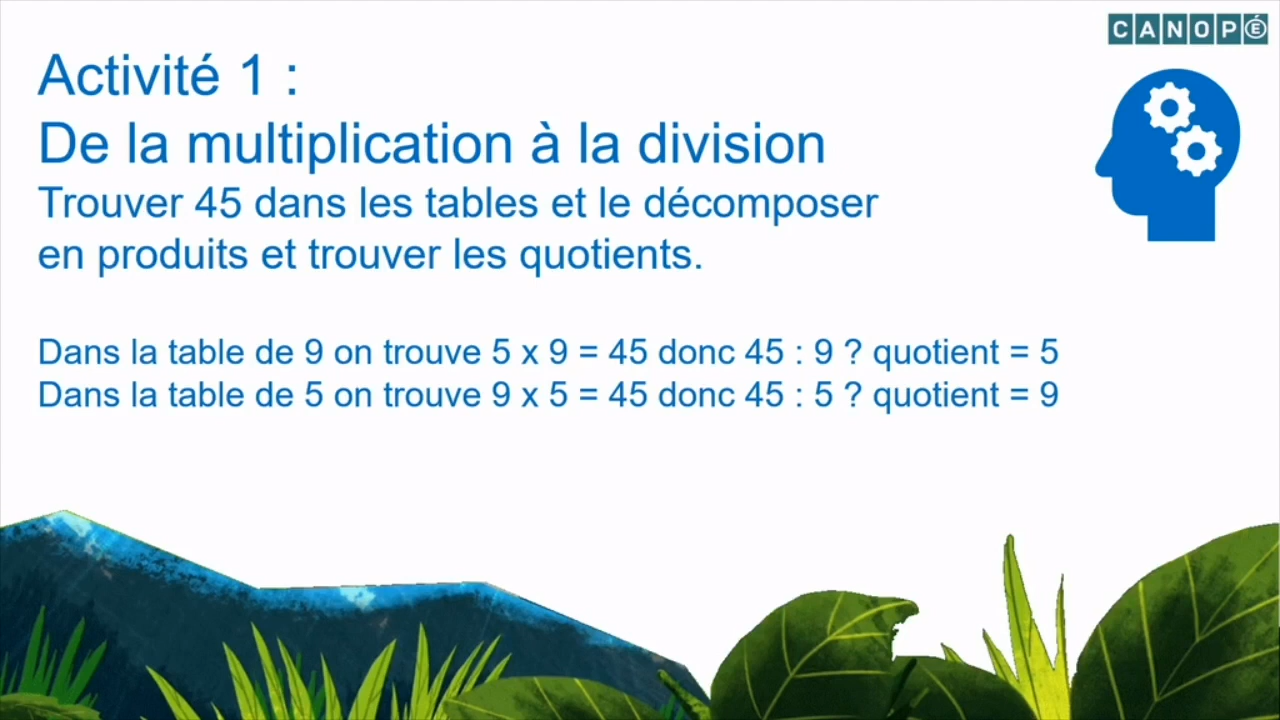 CANOPÉ
Activité 1 :
De la multiplication à la division
Trouver 45 dans les tables et le décomposer
en produits et trouver les quotients.
Dans la table de 9 on trouve 5 x 9 = 45 donc 45 : 9 ? quotient = 5
Dans la table de 5 on trouve 9 x 5 = 45 donc 45 : 5 ? quotient = 9